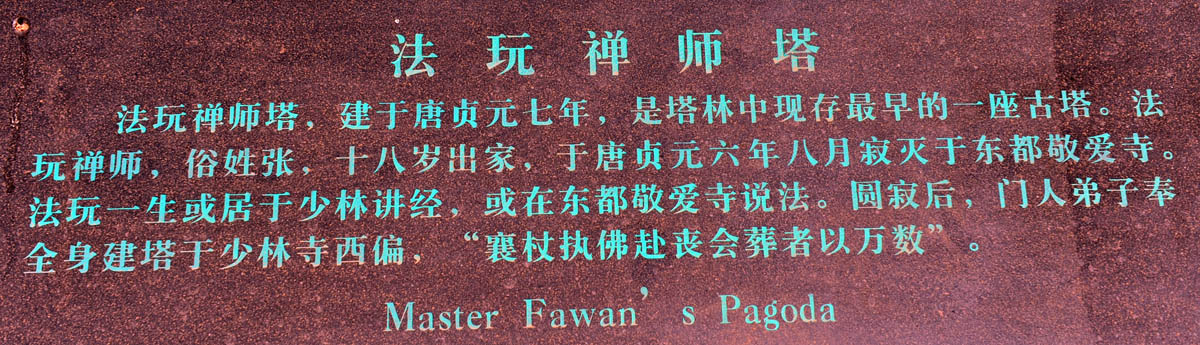 法玩禅师塔
法玩禅师塔，建于唐贞元七年，是塔林中现存最早的一座古塔。法
玩禅师，俗姓张，十八岁出家，于唐贞元六年八月寂灭于东都敬爱寺。
法玩一生或居于少林讲经，或在东都敬爱寺说法。圆寂后，门人弟子奉
全身建塔于少林寺西偏，“襄杖执佛赴丧会葬者以万数”。
Master Fawan's Pagoda